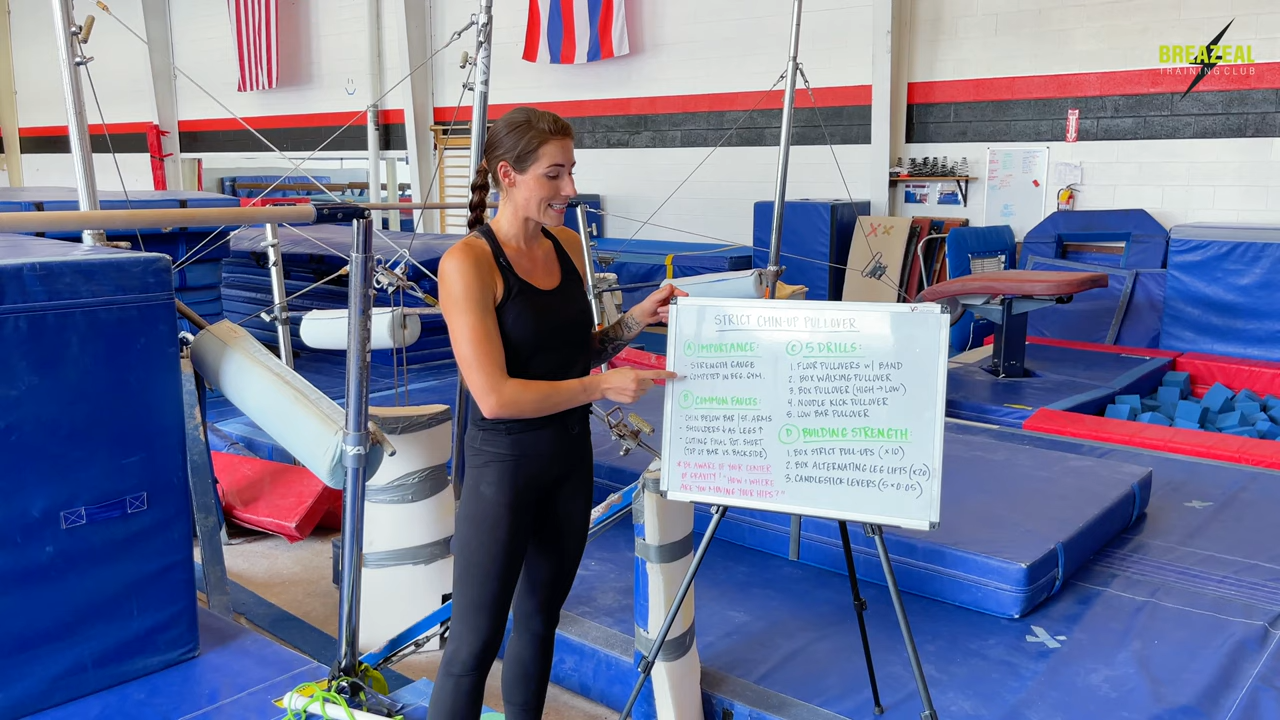 BREAZEAL
TRAINING CLUB
STRICT CHIN-UP PULLOVER
A IMPORTANCE:
- STRENGTH GAUGE
- COMPETED IN BEG. GYM.
B COMMON FAULTS:
- CHIN BELOW BAR / ST. ARMS
- SHOULDERS ↓ AS LEGS ↑
- CUTING FINAL ROT. SHORT
(TOP OF BAR VS. BACKSIDE)
* BE AWARE OF YOUR CENTER
OF GRAVITY! - HOW + WHERE
ARE YOU MOVING YOUR HIPS?*
C 5 DRILLS:
1. FLOOR PULLOVERS W/ BAND
2. BOX WALKING PULLOVER
3. BOX PULLOVER (HIGH → LOW)
4. NOODLE KICK PULLOVER
5. LOW BAR PULLOVER
D BUILDING STRENGTH:
1. BOX STRICT PULL-UPS (×10)
2. BOX ALTERNATING LEG LIFTS (×20)
3. CANDLESTICK LEVERS (5×0:05)